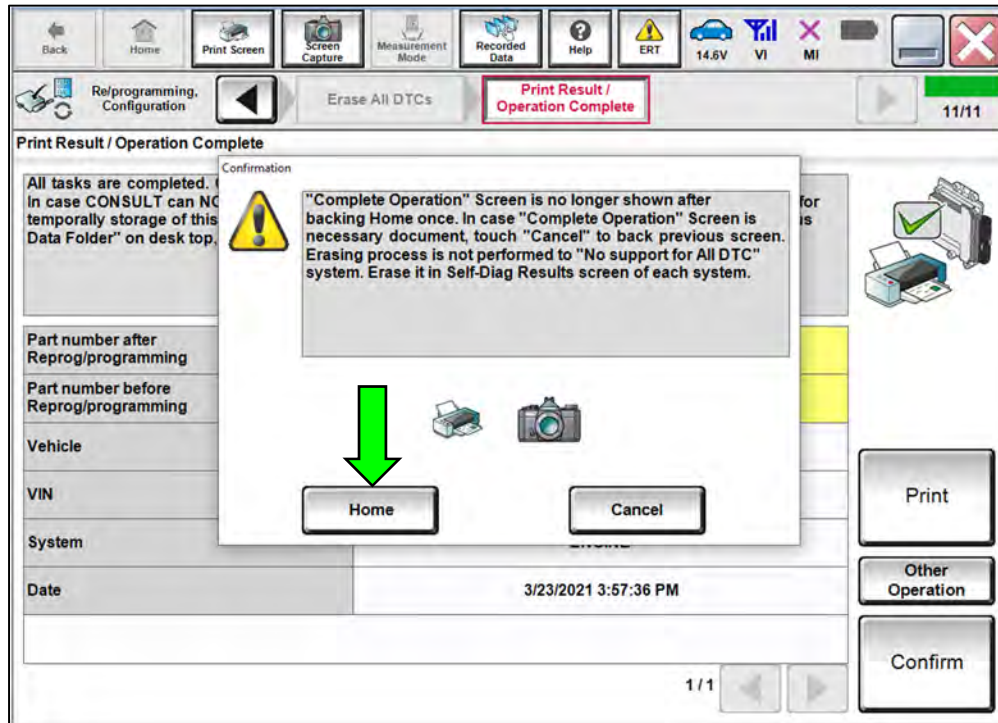 Back
Home
Print Screen
Screen
Capture
Measurement
Mode
Recorded
Data
Help
ERT
14.6V
VI
MI
Re/programming,
Configuration
Erase All DTCs
Print Result /
Operation Complete
11/11
Print Result / Operation Complete
All tasks are completed.
In case CONSULT can for
temporally storage of this
Data Folder" on desk top.
Confirmation
"Complete Operation" Screen is no longer shown after
backing Home once. In case "Complete Operation" Screen is
necessary document, touch "Cancel" to back previous screen.
Erasing process is not performed to "No support for All DTC"
system. Erase it in Self-Diag Results screen of each system.
Home
Cancel
Part number after
Reprog/programming
Part number before
Reprog/programming
Vehicle
VIN
System
Date
3/23/2021 3:57:36 PM
1/1
Print
Other
Operation
Confirm